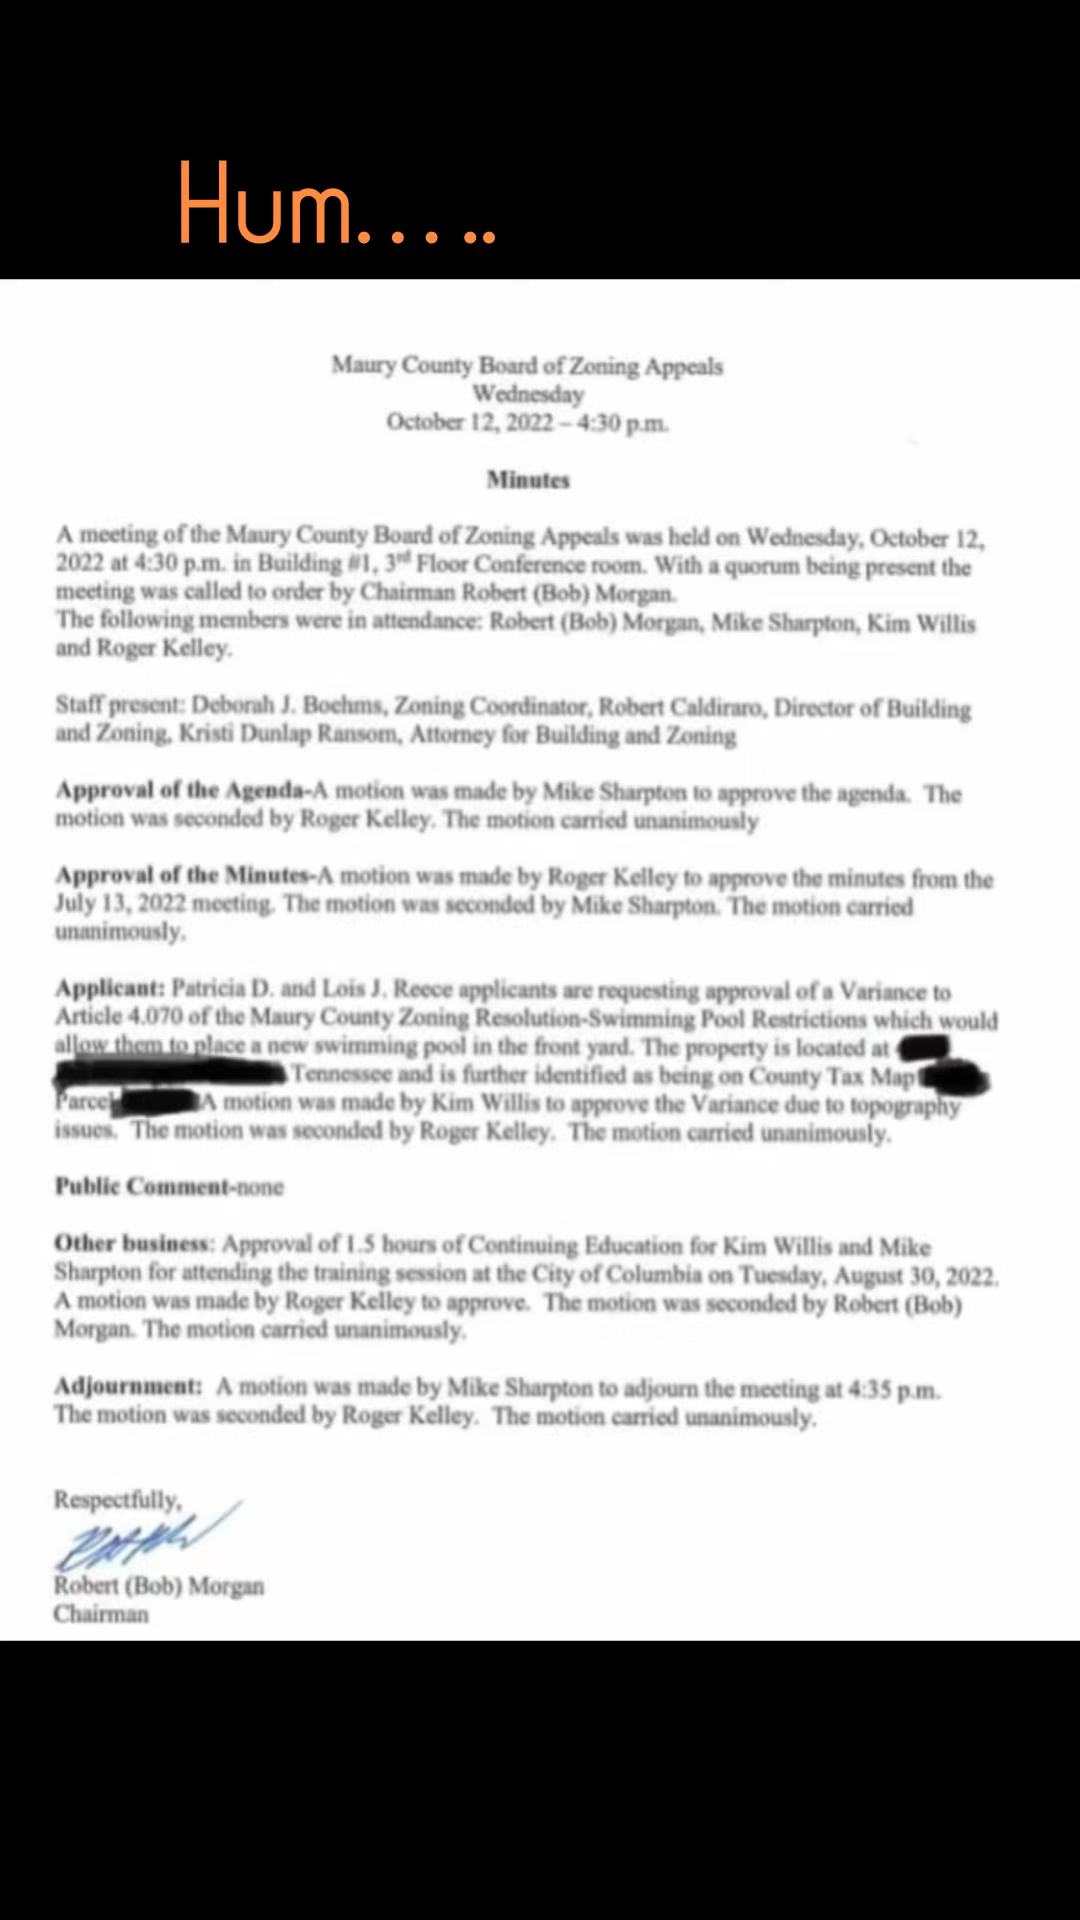 Hum.....
Maury County Board of Zoning Appeals
Wednesday
October 12, 2022 – 4:30 p.m.
Minutes
A meeting of the Maury County Board of Zoning Appeals was held on Wednesday, October 12,
2022 at 4:30 p.m. in Building #1, 3rd Floor Conference room. With a quorum being present the
meeting was called to order by Chairman Robert (Bob) Morgan.
The following members were in attendance: Robert (Bob) Morgan, Mike Sharpton, Kim Willis
and Roger Kelley.
Staff present: Deborah J. Boehms, Zoning Coordinator, Robert Caldiraro, Director of Building
and Zoning, Kristi Dunlap Ransom, Attorney for Building and Zoning
Approval of the Agenda-A motion was made by Mike Sharpton to approve the agenda. The
motion was seconded by Roger Kelley. The motion carried unanimously
Approval of the Minutes-A motion was made by Roger Kelley to approve the minutes from the
July 13, 2022 meeting. The motion was seconded by Mike Sharpton. The motion carried
unanimously.
Applicant: Patricia D. and Lois J. Reece applicants are requesting approval of a Variance to
Article 4.070 of the Maury County Zoning Resolution-Swimming Pool Restrictions which would
allow them to place a new swimming pool in the front yard. The property is located at
Tennessee and is further identified as being on County Tax Map
Parcel A motion was made by Kim Willis to approve the Variance due to topography
issues. The motion was seconded by Roger Kelley. The motion carried unanimously.
Public Comment-none
Other business: Approval of 1.5 hours of Continuing Education for Kim Willis and Mike
Sharpton for attending the training session at the City of Columbia on Tuesday, August 30, 2022.
A motion was made by Roger Kelley to approve. The motion was seconded by Robert (Bob)
Morgan. The motion carried unanimously.
Adjournment: A motion was made by Mike Sharpton to adjourn the meeting at 4:35 p.m.
The motion was seconded by Roger Kelley. The motion carried unanimously.
Respectfully,
Robert (Bob) Morgan
Chairman